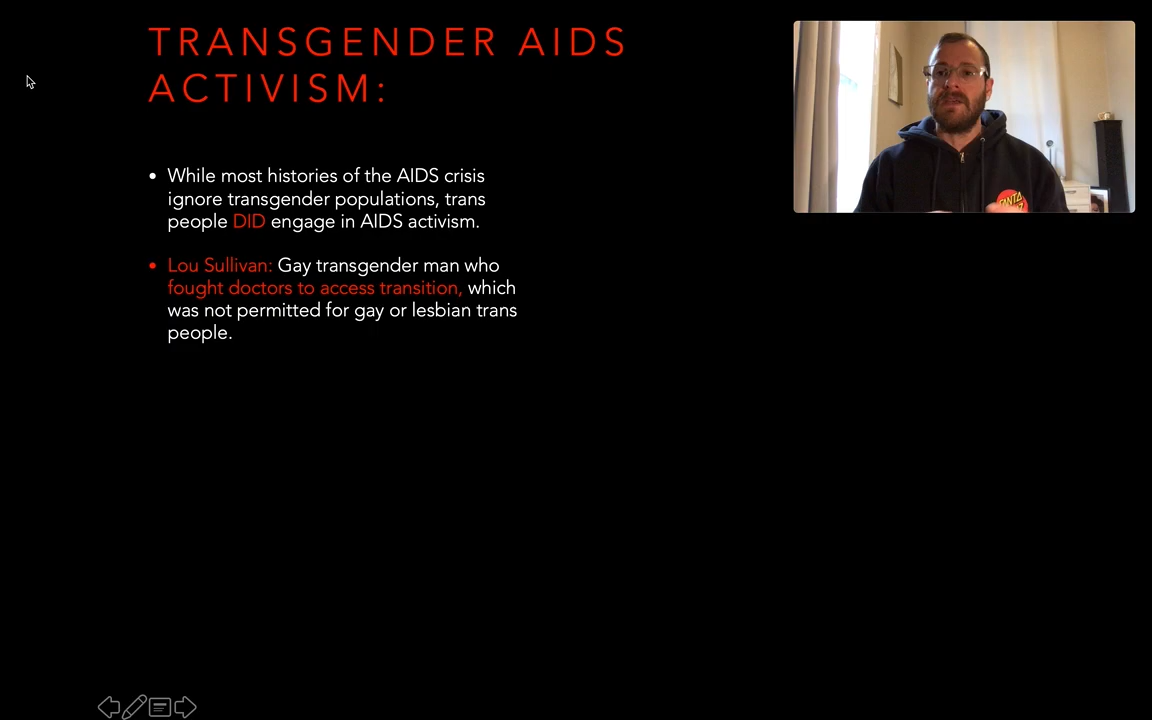 TRANSGENDER AIDS
ACTIVISM:
• While most histories of the AIDS crisis
ignore transgender populations, trans
people DID engage in AIDS activism.
• Lou Sullivan: Gay transgender man who
fought doctors to access transition, which
was not permitted for gay or lesbian trans
people.